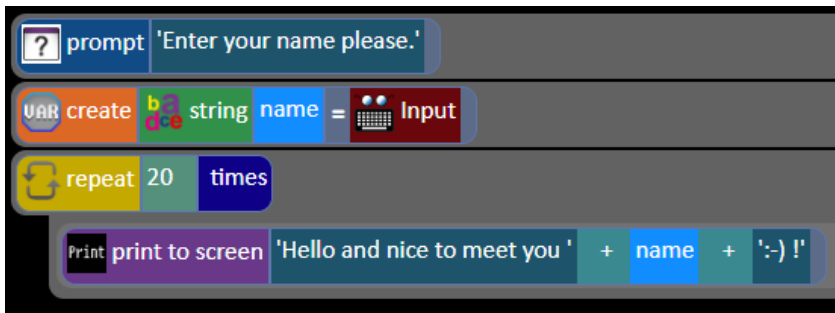 ? prompt 'Enter your name please.'
VAR create badce string name = Input
repeat 20 times
Print print to screen 'Hello and nice to meet you ' + name + ':-) !'